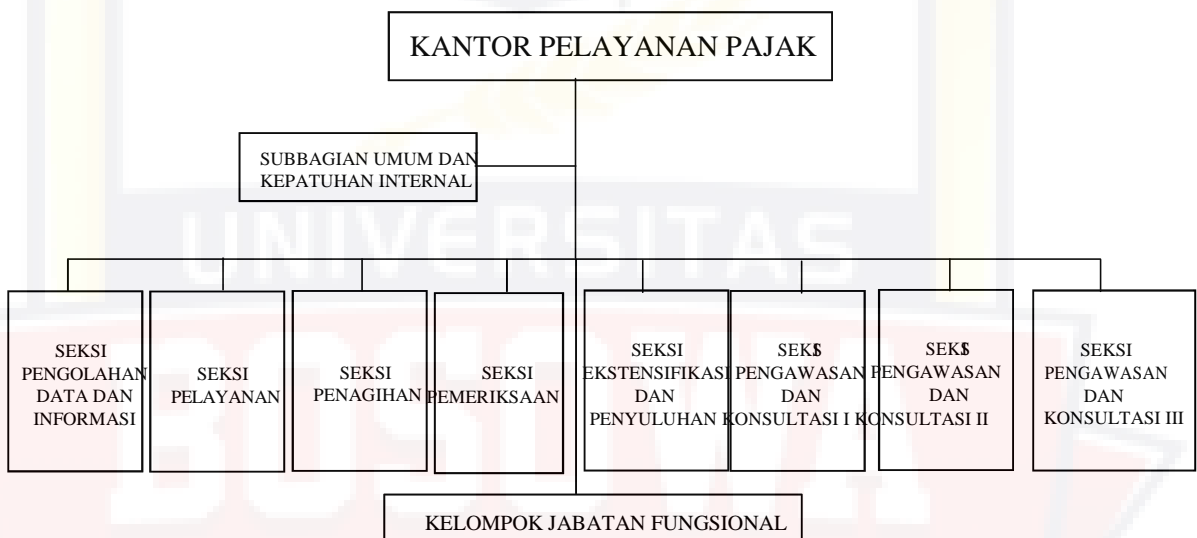 KANTOR PELAYANAN PAJAK
SUBBAGIAN UMUM DAN
KEPATUHAN INTERNAL
UNIVERSITAS
SEKSI
PENGOLAHAN
DATA DAN
INFORMASI
SEKSI
PELAYANAN
SEKSI
PENAGIHAN
SEKSI
PEMERIKSAAN
SEKSI
EKSTENSIFIKASI
DAN
PENYULUHAN
SEKSI
PENGAWASAN
DAN
KONSULTASI I
SEKSI
PENGAWASAN
DAN
KONSULTASI II
SEKSI
PENGAWASAN
DAN
KONSULTASI III
BOSOWA
KELOMPOK JABATAN FUNGSIONAL